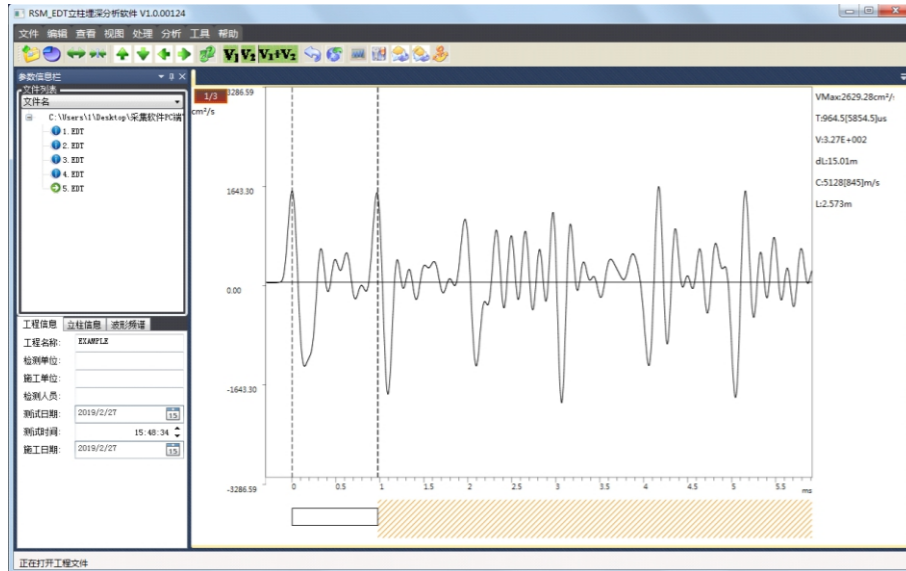 RSM_EDT立柱埋深分析软件 V1.0.00124
文件 编辑 查看 视图 处理 分析 工具 帮助
V₁ V₂ V₁+V₂
参数信息栏
文件列表
文件名
C:\Users\1\Desktop\采集软件PC端
1.EDT
2.EDT
3.EDT
4.EDT
5.EDT
工程信息 立柱信息 波形频谱
工程名称: EXAMPLE
检测单位:
施工单位:
检测人员:
测试日期: 2019/2/27 15
测试时间: 15:48:34
施工日期: 2019/2/27 15
1/3
3286.59
cm²/s
1643.30
0.00
-1643.30
-3286.59
0 0.5 1 1.5 2 2.5 3 3.5 4 4.5 5 5.5 ms
VMax:2629.28cm²/s
T:964.5[5854.5]us
V:3.27E+002
dL:15.01m
C:5128[845]m/s
L:2.573m
正在打开工程文件